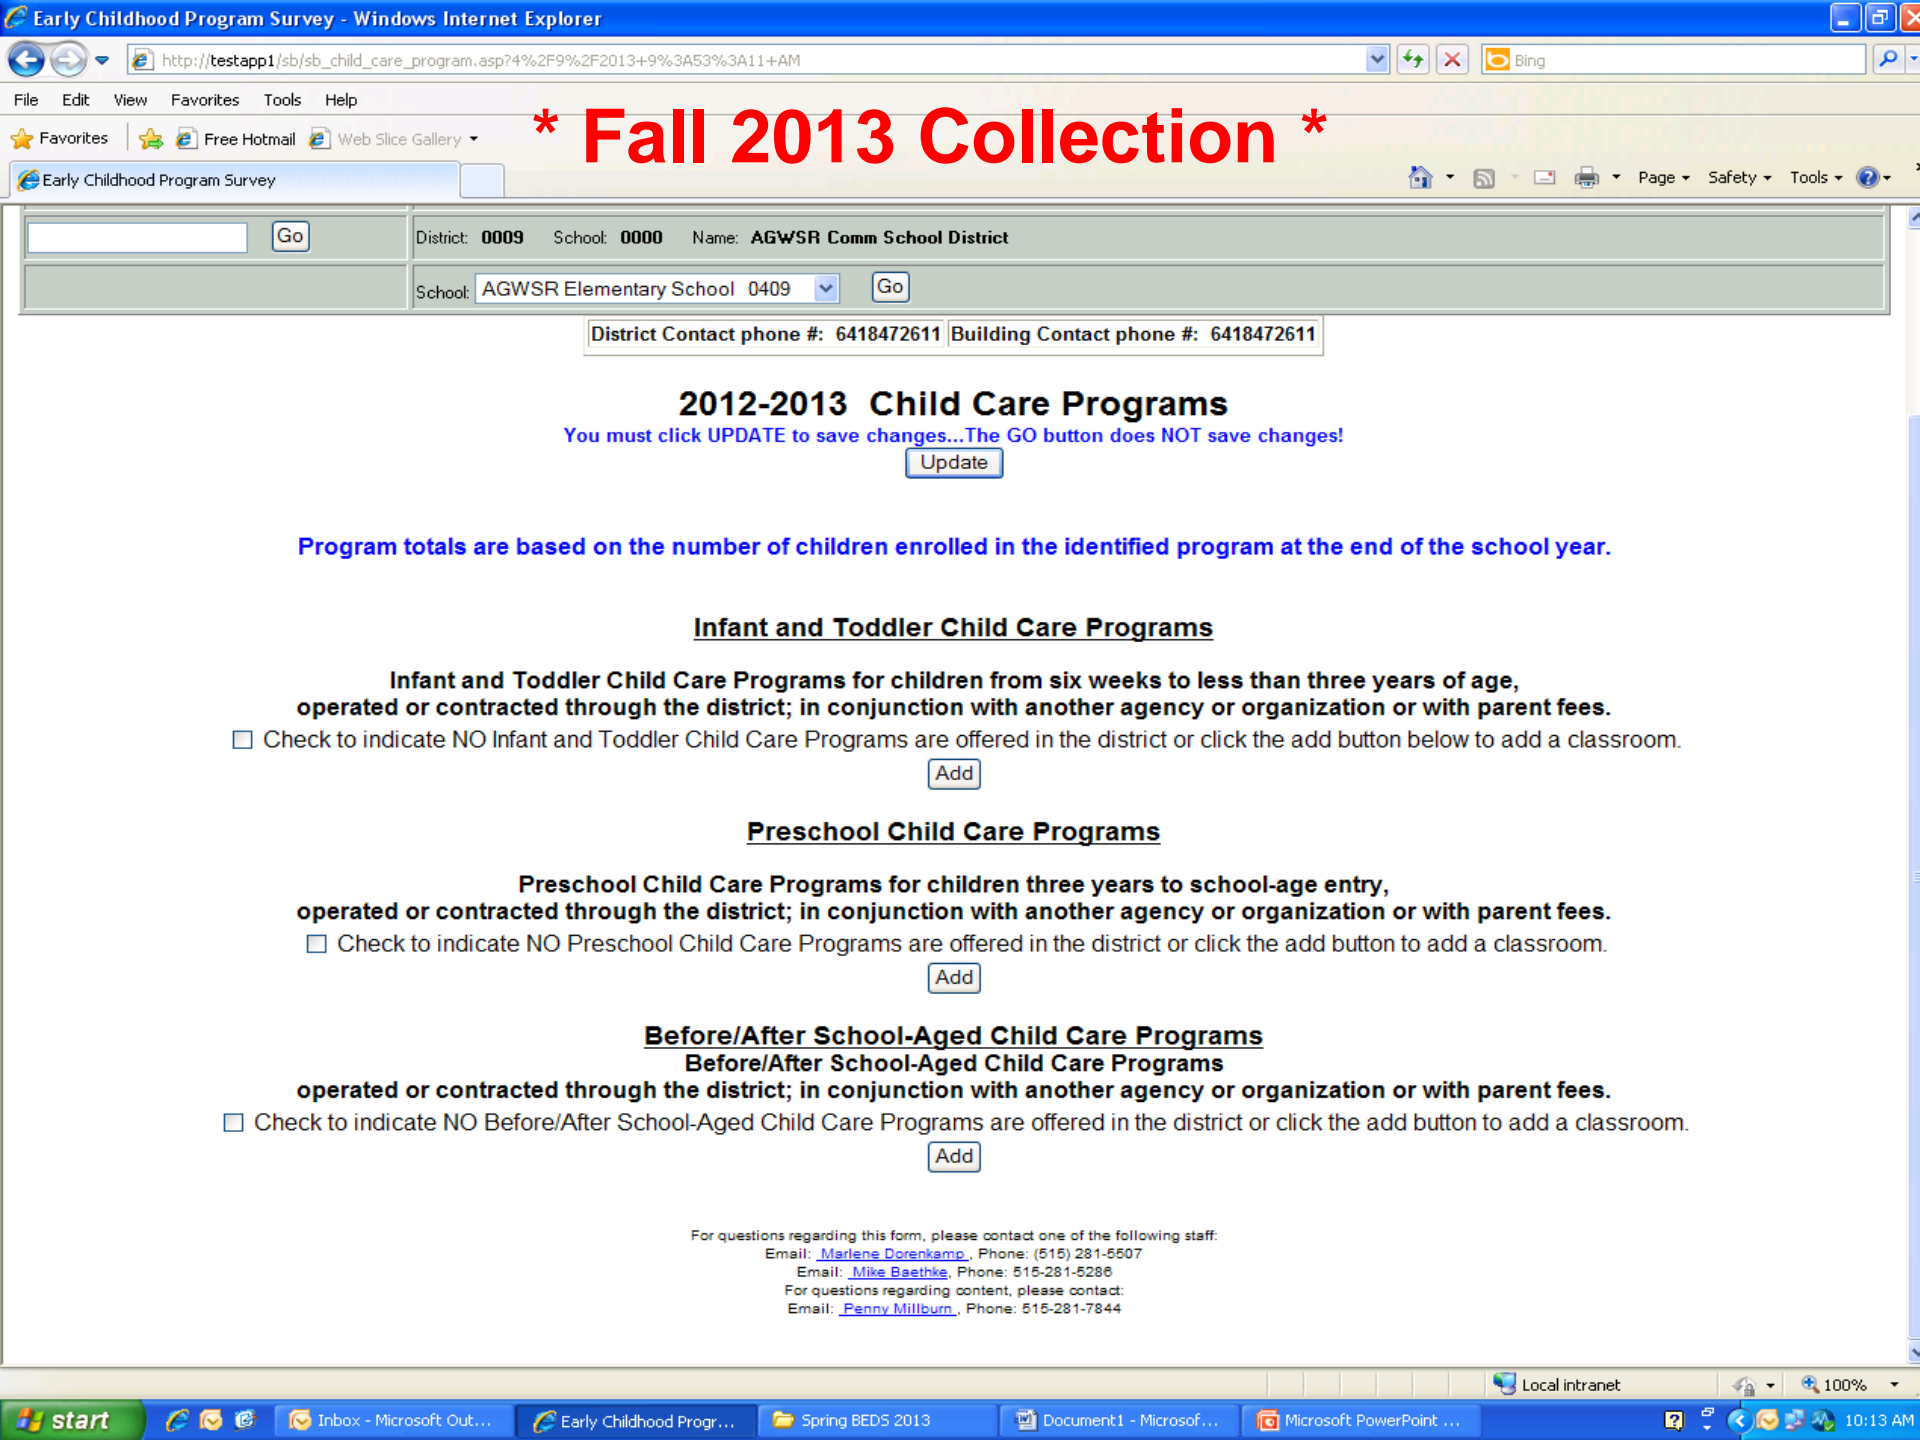 Early Childhood Program Survey - Windows Internet Explorer
http://testapp1/sb/sb_child_care_program.asp?4%2F9%2F2013+9%3A53%3A11+AM
Bing
File Edit View Favorites Tools Help
* Fall 2013 Collection *
Favorites Free Hotmail Web Slice Gallery
Early Childhood Program Survey
Page Safety Tools
Go District: 0009 School: 0000 Name: AGWSR Comm School District
School: AGWSR Elementary School 0409 Go
District Contact phone #: 6418472611 Building Contact phone #: 6418472611
2012-2013 Child Care Programs
You must click UPDATE to save changes...The GO button does NOT save changes!
Update
Program totals are based on the number of children enrolled in the identified program at the end of the school year.
Infant and Toddler Child Care Programs
Infant and Toddler Child Care Programs for children from six weeks to less than three years of age,
operated or contracted through the district; in conjunction with another agency or organization or with parent fees.
Check to indicate NO Infant and Toddler Child Care Programs are offered in the district or click the add button below to add a classroom.
Add
Preschool Child Care Programs
Preschool Child Care Programs for children three years to school-age entry,
operated or contracted through the district; in conjunction with another agency or organization or with parent fees.
Check to indicate NO Preschool Child Care Programs are offered in the district or click the add button to add a classroom.
Add
Before/After School-Aged Child Care Programs
Before/After School-Aged Child Care Programs
operated or contracted through the district; in conjunction with another agency or organization or with parent fees.
Check to indicate NO Before/After School-Aged Child Care Programs are offered in the district or click the add button to add a classroom.
Add
For questions regarding this form, please contact one of the following staff:
Email: Marlene Dorenkamp , Phone: (515) 281-5507
Email: Mike Baethke, Phone: 515-281-5286
For questions regarding content, please contact:
Email: Penny Millburn , Phone: 515-281-7844
Local intranet 100%
start Inbox - Microsoft Out... Early Childhood Progr... Spring BEDS 2013 Document1 - Microsof... Microsoft PowerPoint ... 10:13 AM